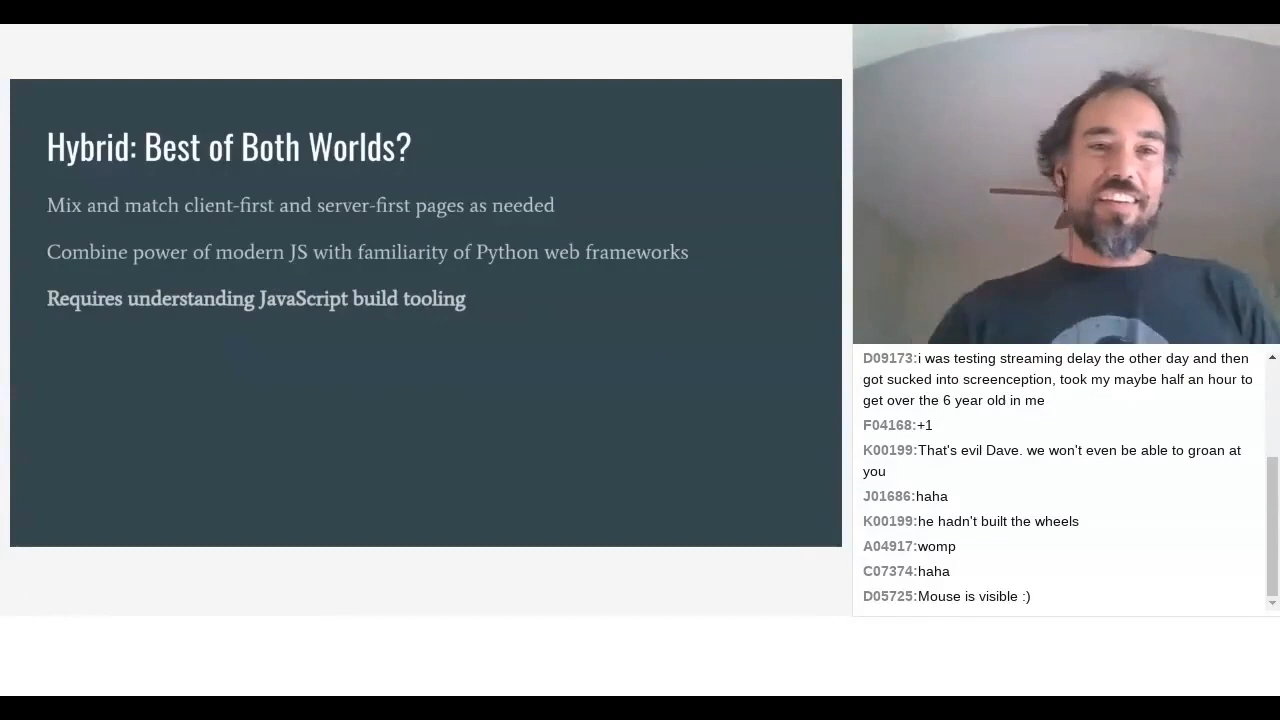 Hybrid: Best of Both Worlds?
Mix and match client-first and server-first pages as needed
Combine power of modern JS with familiarity of Python web frameworks
Requires understanding JavaScript build tooling
D09173:i was testing streaming delay the other day and then
got sucked into screenception, took my maybe half an hour to
get over the 6 year old in me
F04168:+1
K00199:That's evil Dave. we won't even be able to groan at
you
J01686:haha
K00199:he hadn't built the wheels
A04917:womp
C07374:haha
D05725:Mouse is visible :)